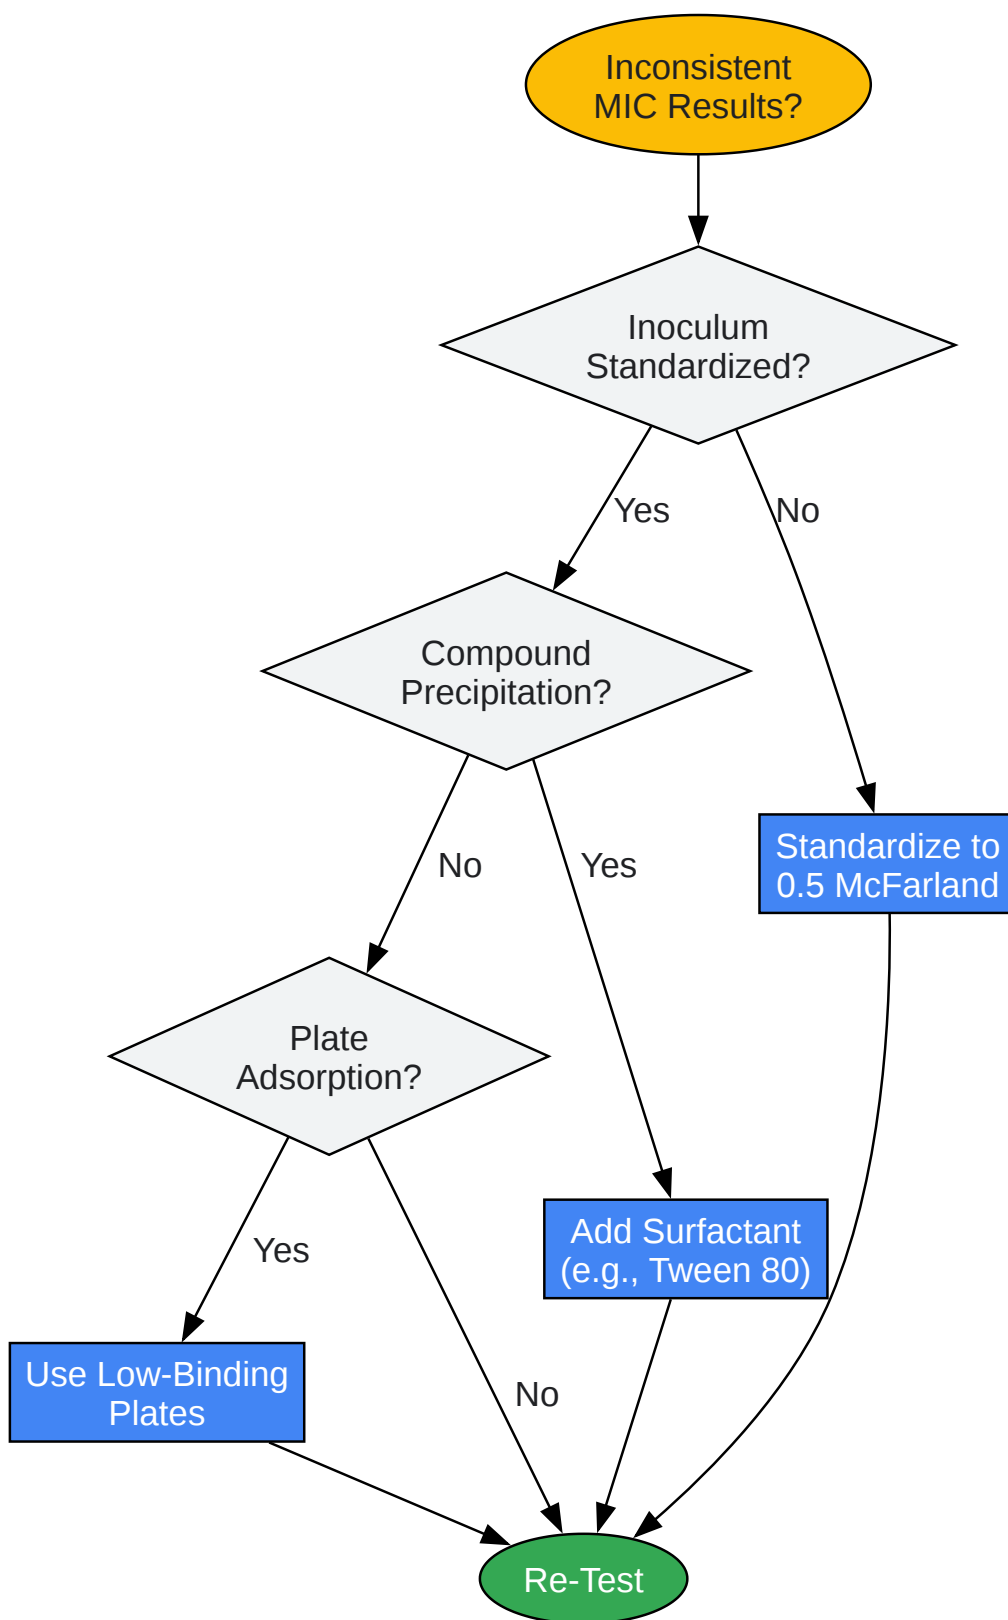 Inconsistent
MIC Results?
Inoculum
Standardized?
Yes
No
Compound
Precipitation?
Standardize to
0.5 McFarland
No
Yes
Plate
Adsorption?
Add Surfactant
(e.g., Tween 80)
Yes
Use Low-Binding
Plates
No
Re-Test